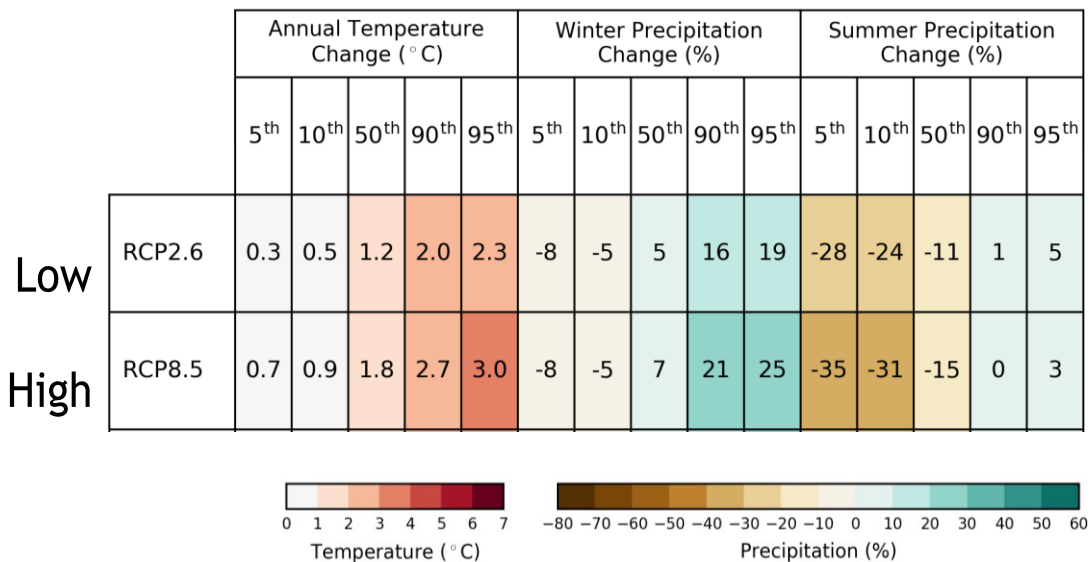 Annual Temperature Change (°C) Winter Precipitation Change (%) Summer Precipitation Change (%)
5th 10th 50th 90th 95th 5th 10th 50th 90th 95th 5th 10th 50th 90th 95th
Low RCP2.6 0.3 0.5 1.2 2.0 2.3 -8 -5 5 16 19 -28 -24 -11 1 5
High RCP8.5 0.7 0.9 1.8 2.7 3.0 -8 -5 7 21 25 -35 -31 -15 0 3
0 1 2 3 4 5 6 7
Temperature (°C)
−80 −70 −60 −50 −40 −30 −20 −10 0 10 20 30 40 50 60
Precipitation (%)